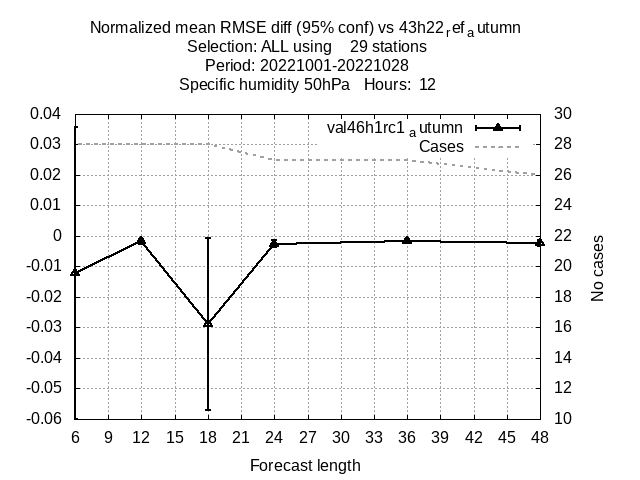 Normalized mean RMSE diff (95% conf) vs 43h22refautumn
Selection: ALL using 29 stations
Period: 20221001-20221028
Specific humidity 50hPa Hours: 12
0.04
0.03
0.02
0.01
0
-0.01
-0.02
-0.03
-0.04
-0.05
-0.06
val46h1rc1autumn
Cases
30
28
26
24
22
20
18
16
14
12
10
No cases
6 9 12 15 18 21 24 27 30 33 36 39 42 45 48
Forecast length